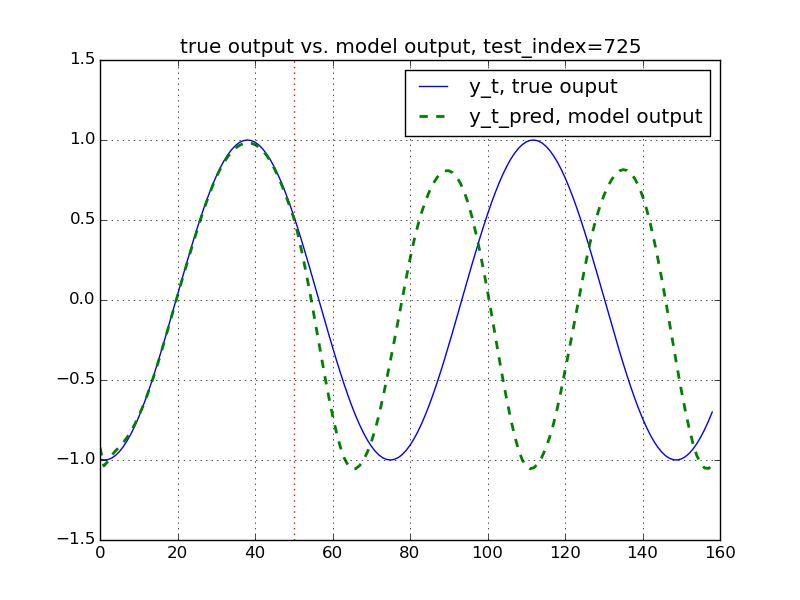 true output vs. model output, test_index=725
y_t, true ouput
y_t_pred, model output
1.5
1.0
0.5
0.0
−0.5
−1.0
−1.5
0 20 40 60 80 100 120 140 160